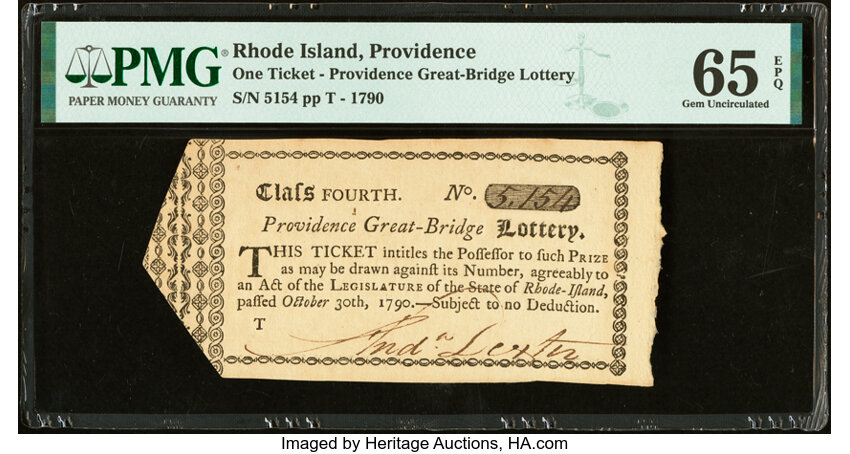 PMG®
PAPER MONEY GUARANTY
Rhode Island, Providence
One Ticket - Providence Great-Bridge Lottery
S/N 5154 pp T - 1790
65
EPQ
Gem Uncirculated
Claſs FOURTH. No. 5,154
Providence Great-Bridge Lottery.
THIS TICKET intitles the Poſſeſſor to ſuch PRIZE
as may be drawn againſt its Number, agreeably to
an Act of the LEGISLATURE of the State of Rhode-Iſland,
paſſed October 30th, 1790.—Subject to no Deduction.
T
Andw. Dexter
Imaged by Heritage Auctions, HA.com